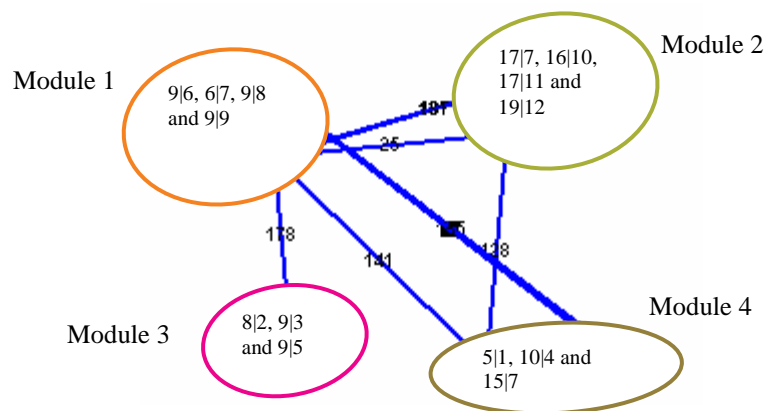 Module 1
Module 2
9|6, 6|7, 9|8
and 9|9
17|7, 16|10,
17|11 and
19|12
25
178
141
138
Module 3
Module 4
8|2, 9|3
and 9|5
5|1, 10|4 and
15|7